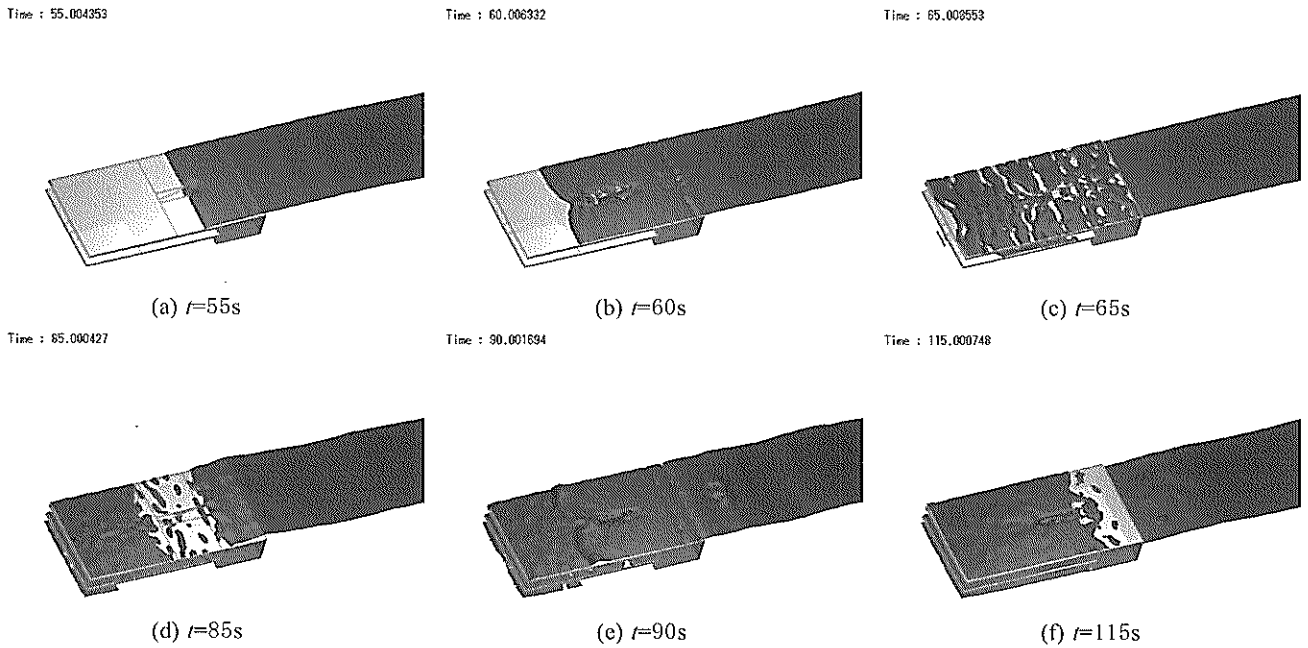 Time : 55.004353
Time : 60.006332
Time : 65.008553
(a) t=55s
(b) t=60s
(c) t=65s
Time : 85.000427
Time : 90.001694
Time : 115.000748
(d) t=85s
(e) t=90s
(f) t=115s